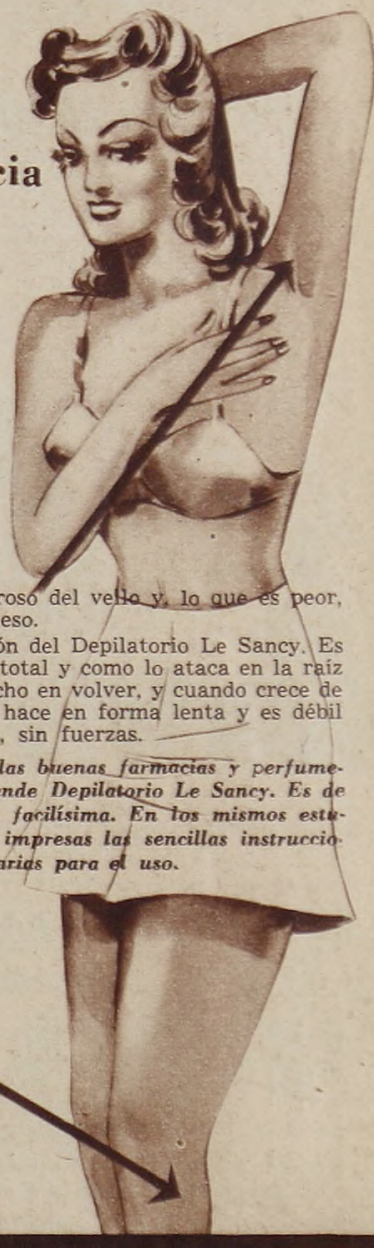 cia
roso del vello y, lo que es peor,
eso.
ón del Depilatorio Le Sancy. Es
total y como lo ataca en la raíz
cho en volver, y cuando crece de
hace en forma lenta y es débil
, sin fuerzas.
las buenas farmacias y perfume-
ende Depilatorio Le Sancy. Es de
facilísima. En los mismos estu-
impresas las sencillas instruccio-
arias para el uso.